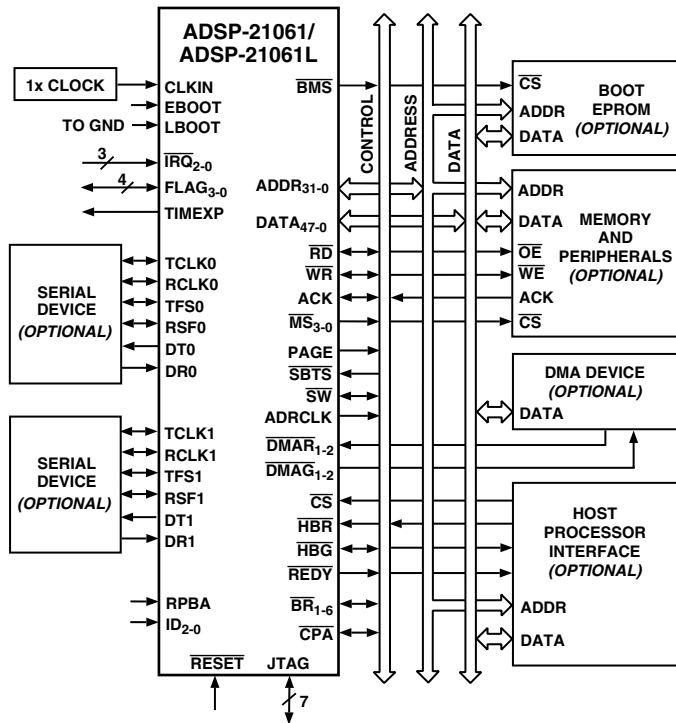 ADSP-21061/
ADSP-21061L
1x CLOCK
CLKIN
EBOOT
TO GND
LBOOT
3
IRQ2-0
4
FLAG3-0
TIMEXP
SERIAL
DEVICE
(OPTIONAL)
TCLK0
RCLK0
TFS0
RSF0
DT0
DR0
SERIAL
DEVICE
(OPTIONAL)
TCLK1
RCLK1
TFS1
RSF1
DT1
DR1
RPBA
ID2-0
RESET
JTAG
7
BMS
ADDR31-0
DATA47-0
RD
WR
ACK
MS3-0
PAGE
SBTS
SW
ADRCLK
DMAR1-2
DMAG1-2
CS
HBR
HBG
REDY
BR1-6
CPA
CONTROL
ADDRESS
DATA
CS
ADDR
DATA
BOOT
EPROM
(OPTIONAL)
ADDR
DATA
OE
WE
ACK
CS
MEMORY
AND
PERIPHERALS
(OPTIONAL)
DMA DEVICE
(OPTIONAL)
DATA
HOST
PROCESSOR
INTERFACE
(OPTIONAL)
ADDR
DATA